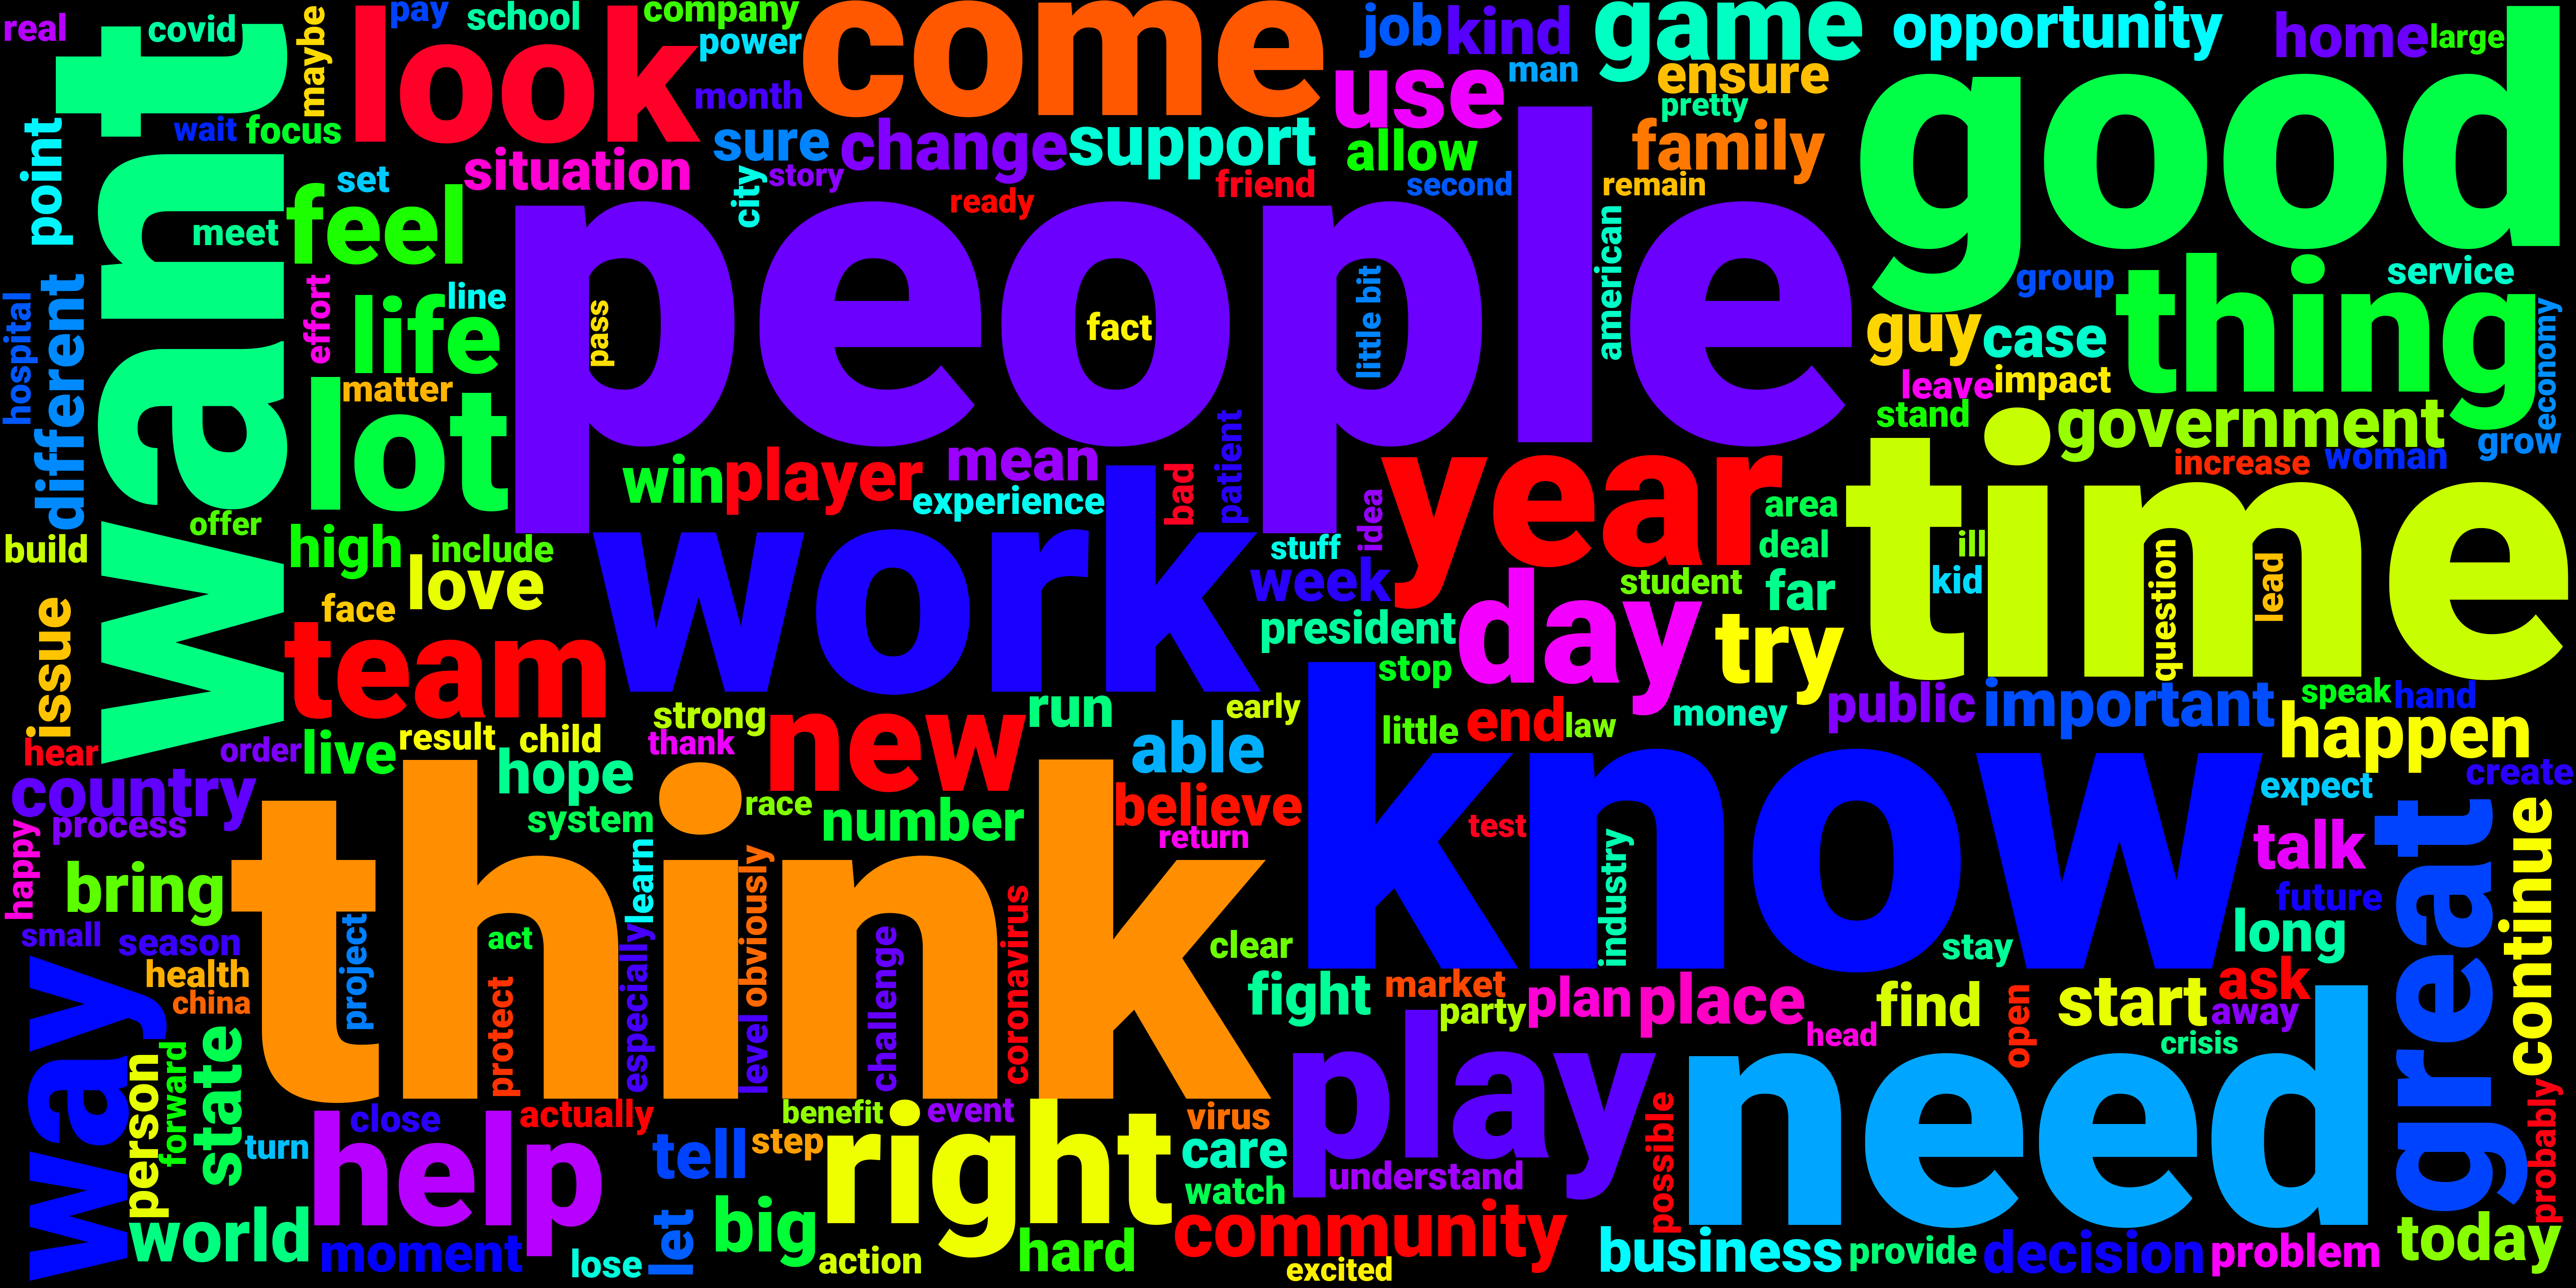 real
covid
maybe
pay
school
company
look
power
come
job
kind
game
opportunity
home
large
good
want
wait
focus
month
use
man
ensure
pretty
point
situation
sure
change
support
allow
family
city
story
friend
second
remain
set
feel
ready
meet
people
american
hospital
different
effort
line
life
pass
fact
little bit
group
thing
service
guy
case
economy
matter
leave
impact
lot
stand
government
grow
win
player
mean
patient
year
increase
woman
experience
bad
idea
area
time
offer
build
high
include
work
stuff
deal
ill
love
week
student
far
kid
question
lead
issue
face
president
day
try
team
stop
strong
new
run
early
money
public
important
speak
hand
hear
order
live
result
child
thank
able
little
end
law
happen
country
hope
think
know
expect
create
process
system
race
number
believe
return
test
talk
great
continue
happy
bring
learn
obviously
industry
future
small
season
project
act
especially
level
challenge
coronavirus
clear
stay
long
health
china
protect
fight
market
party
plan
place
head
find
open
start
ask
away
way
person
forward
state
crisis
close
actually
benefit
event
virus
play
need
possible
probably
turn
help
tell
step
right
care
understand
watch
world
moment
lose
let
big
action
hard
community
excited
business
provide
decision
problem
today